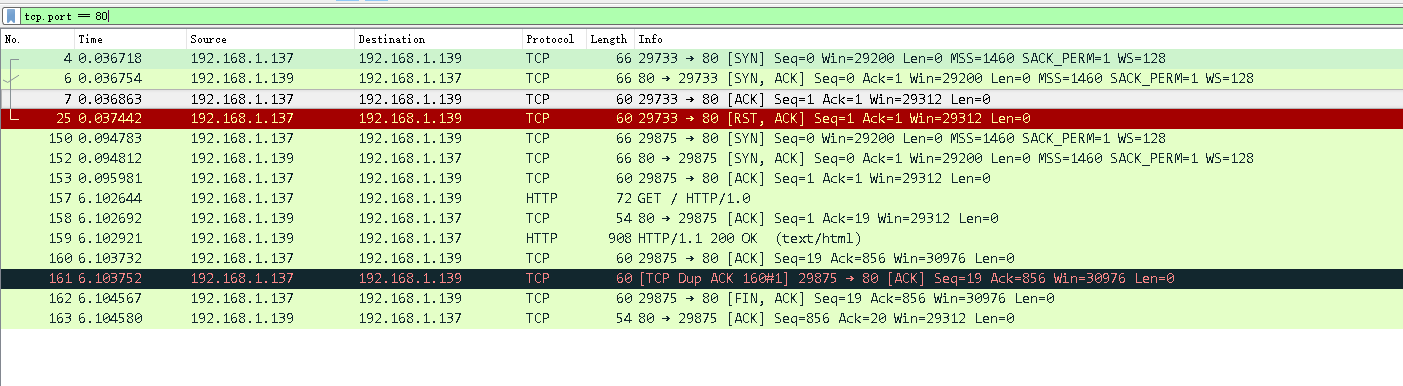 tcp.port == 80
No. Time Source Destination Protocol Length Info
4 0.036718 192.168.1.137 192.168.1.139 TCP 66 29733 → 80 [SYN] Seq=0 Win=29200 Len=0 MSS=1460 SACK_PERM=1 WS=128
6 0.036754 192.168.1.139 192.168.1.137 TCP 66 80 → 29733 [SYN, ACK] Seq=0 Ack=1 Win=29200 Len=0 MSS=1460 SACK_PERM=1 WS=128
7 0.036863 192.168.1.137 192.168.1.139 TCP 60 29733 → 80 [ACK] Seq=1 Ack=1 Win=29312 Len=0
25 0.037442 192.168.1.137 192.168.1.139 TCP 60 29733 → 80 [RST, ACK] Seq=1 Ack=1 Win=29312 Len=0
150 0.094783 192.168.1.137 192.168.1.139 TCP 66 29875 → 80 [SYN] Seq=0 Win=29200 Len=0 MSS=1460 SACK_PERM=1 WS=128
152 0.094812 192.168.1.139 192.168.1.137 TCP 66 80 → 29875 [SYN, ACK] Seq=0 Ack=1 Win=29200 Len=0 MSS=1460 SACK_PERM=1 WS=128
153 0.095981 192.168.1.137 192.168.1.139 TCP 60 29875 → 80 [ACK] Seq=1 Ack=1 Win=29312 Len=0
157 6.102644 192.168.1.137 192.168.1.139 HTTP 72 GET / HTTP/1.0
158 6.102692 192.168.1.139 192.168.1.137 TCP 54 80 → 29875 [ACK] Seq=1 Ack=19 Win=29312 Len=0
159 6.102921 192.168.1.139 192.168.1.137 HTTP 908 HTTP/1.1 200 OK (text/html)
160 6.103732 192.168.1.137 192.168.1.139 TCP 60 29875 → 80 [ACK] Seq=19 Ack=856 Win=30976 Len=0
161 6.103752 192.168.1.137 192.168.1.139 TCP 60 [TCP Dup ACK 160#1] 29875 → 80 [ACK] Seq=19 Ack=856 Win=30976 Len=0
162 6.104567 192.168.1.137 192.168.1.139 TCP 60 29875 → 80 [FIN, ACK] Seq=19 Ack=856 Win=30976 Len=0
163 6.104580 192.168.1.139 192.168.1.137 TCP 54 80 → 29875 [ACK] Seq=856 Ack=20 Win=29312 Len=0